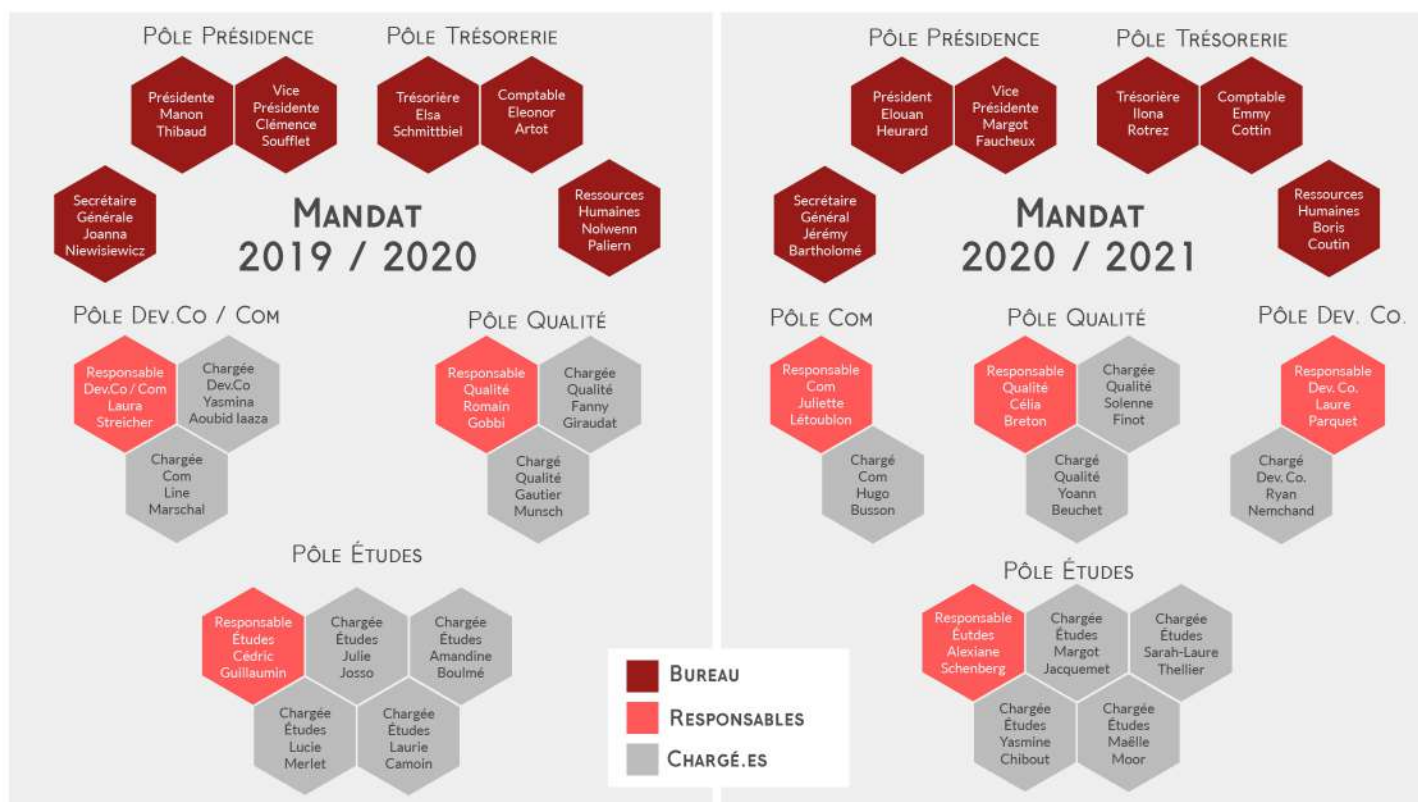 PÔLE PRÉSIDENCE
PÔLE TRÉSORERIE
Présidente
Manon
Thibaud
Vice
Présidente
Clémence
Soufflet
Trésorière
Elsa
Schmittbiel
Comptable
Eleonor
Artot
Secrétaire
Générale
Joanna
Niewisiewicz
MANDAT
2019 / 2020
Ressources
Humaines
Nolwenn
Paliern
PÔLE DEV.CO / COM
Responsable
Dev.Co / Com
Laura
Streicher
Chargée
Dev.Co
Yasmina
Aoubid Iaaza
Chargée
Com
Line
Marschal
PÔLE QUALITÉ
Responsable
Qualité
Romain
Gobbi
Chargée
Qualité
Fanny
Giraudat
Chargé
Qualité
Gautier
Munsch
PÔLE ÉTUDES
Responsable
Études
Cédric
Guillaumin
Chargée
Études
Julie
Josso
Chargée
Études
Amandine
Boulmé
Chargée
Études
Lucie
Merlet
Chargée
Études
Laurie
Camoin
PÔLE PRÉSIDENCE
PÔLE TRÉSORERIE
Président
Elouan
Heurard
Vice
Présidente
Margot
Faucheux
Trésorière
Ilona
Rotrez
Comptable
Emmy
Cottin
Secrétaire
Général
Jérémy
Bartholomé
MANDAT
2020 / 2021
Ressources
Humaines
Boris
Coutin
PÔLE COM
Responsable
Com
Juliette
Létoublon
Chargé
Com
Hugo
Busson
PÔLE QUALITÉ
Responsable
Qualité
Célia
Breton
Chargée
Qualité
Solenne
Finot
Chargé
Qualité
Yoann
Beuchet
PÔLE DEV. CO.
Responsable
Dev. Co.
Laure
Parquet
Chargé
Dev. Co.
Ryan
Nemchand
PÔLE ÉTUDES
Responsable
Éutdes
Alexiane
Schenberg
Chargée
Études
Margot
Jacquemet
Chargée
Études
Sarah-Laure
Thellier
Chargée
Études
Yasmine
Chibout
Chargée
Études
Maëlle
Moor
BUREAU
RESPONSABLES
CHARGÉ.ES